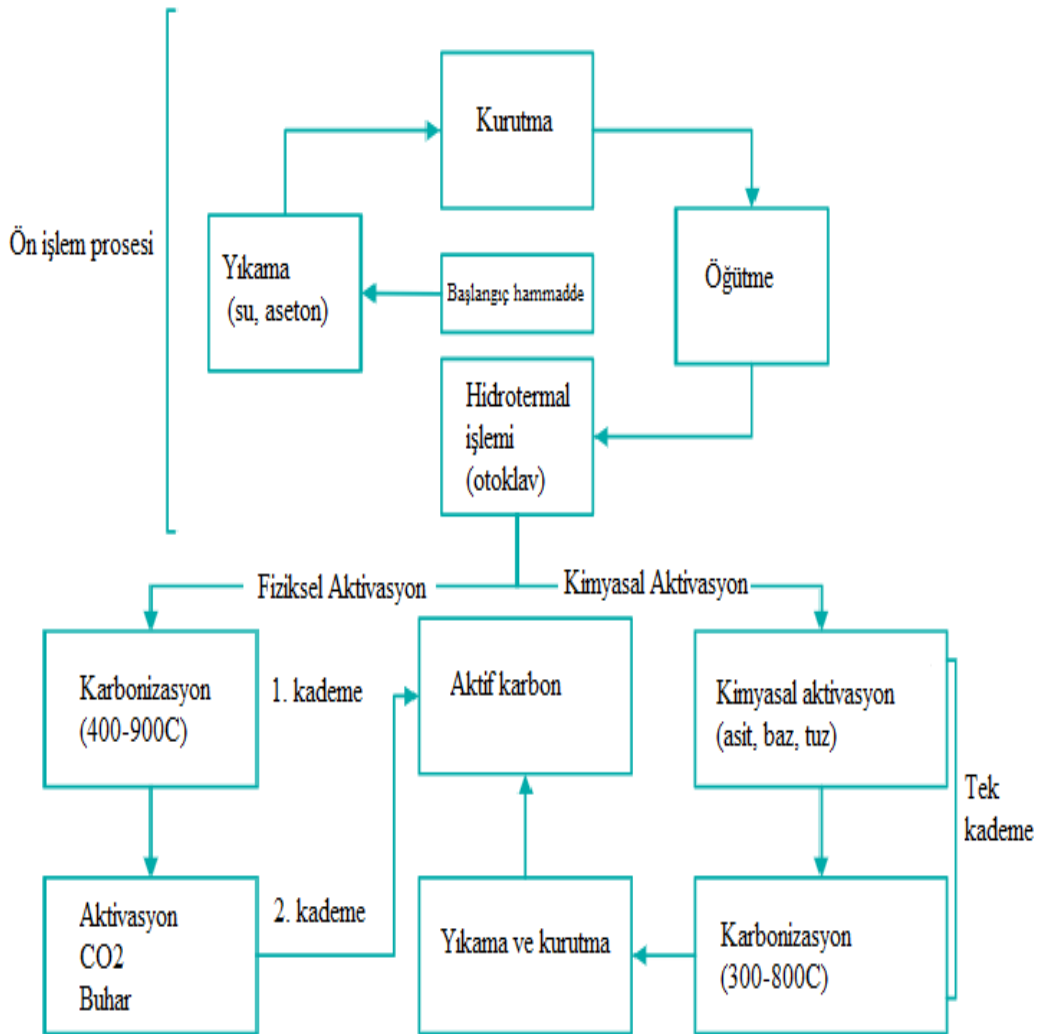 Kurutma
Ön işlem prosesi
Yıkama
(su, aseton)
Başlangıç hammadde
Öğütme
Hidrotermal
işlemi
(otoklav)
Fiziksel Aktivasyon
Kimyasal Aktivasyon
Karbonizasyon
(400-900C)
1. kademe
Aktif karbon
Kimyasal aktivasyon
(asit, baz, tuz)
Tek
kademe
Aktivasyon
CO2
Buhar
2. kademe
Yıkama ve kurutma
Karbonizasyon
(300-800C)